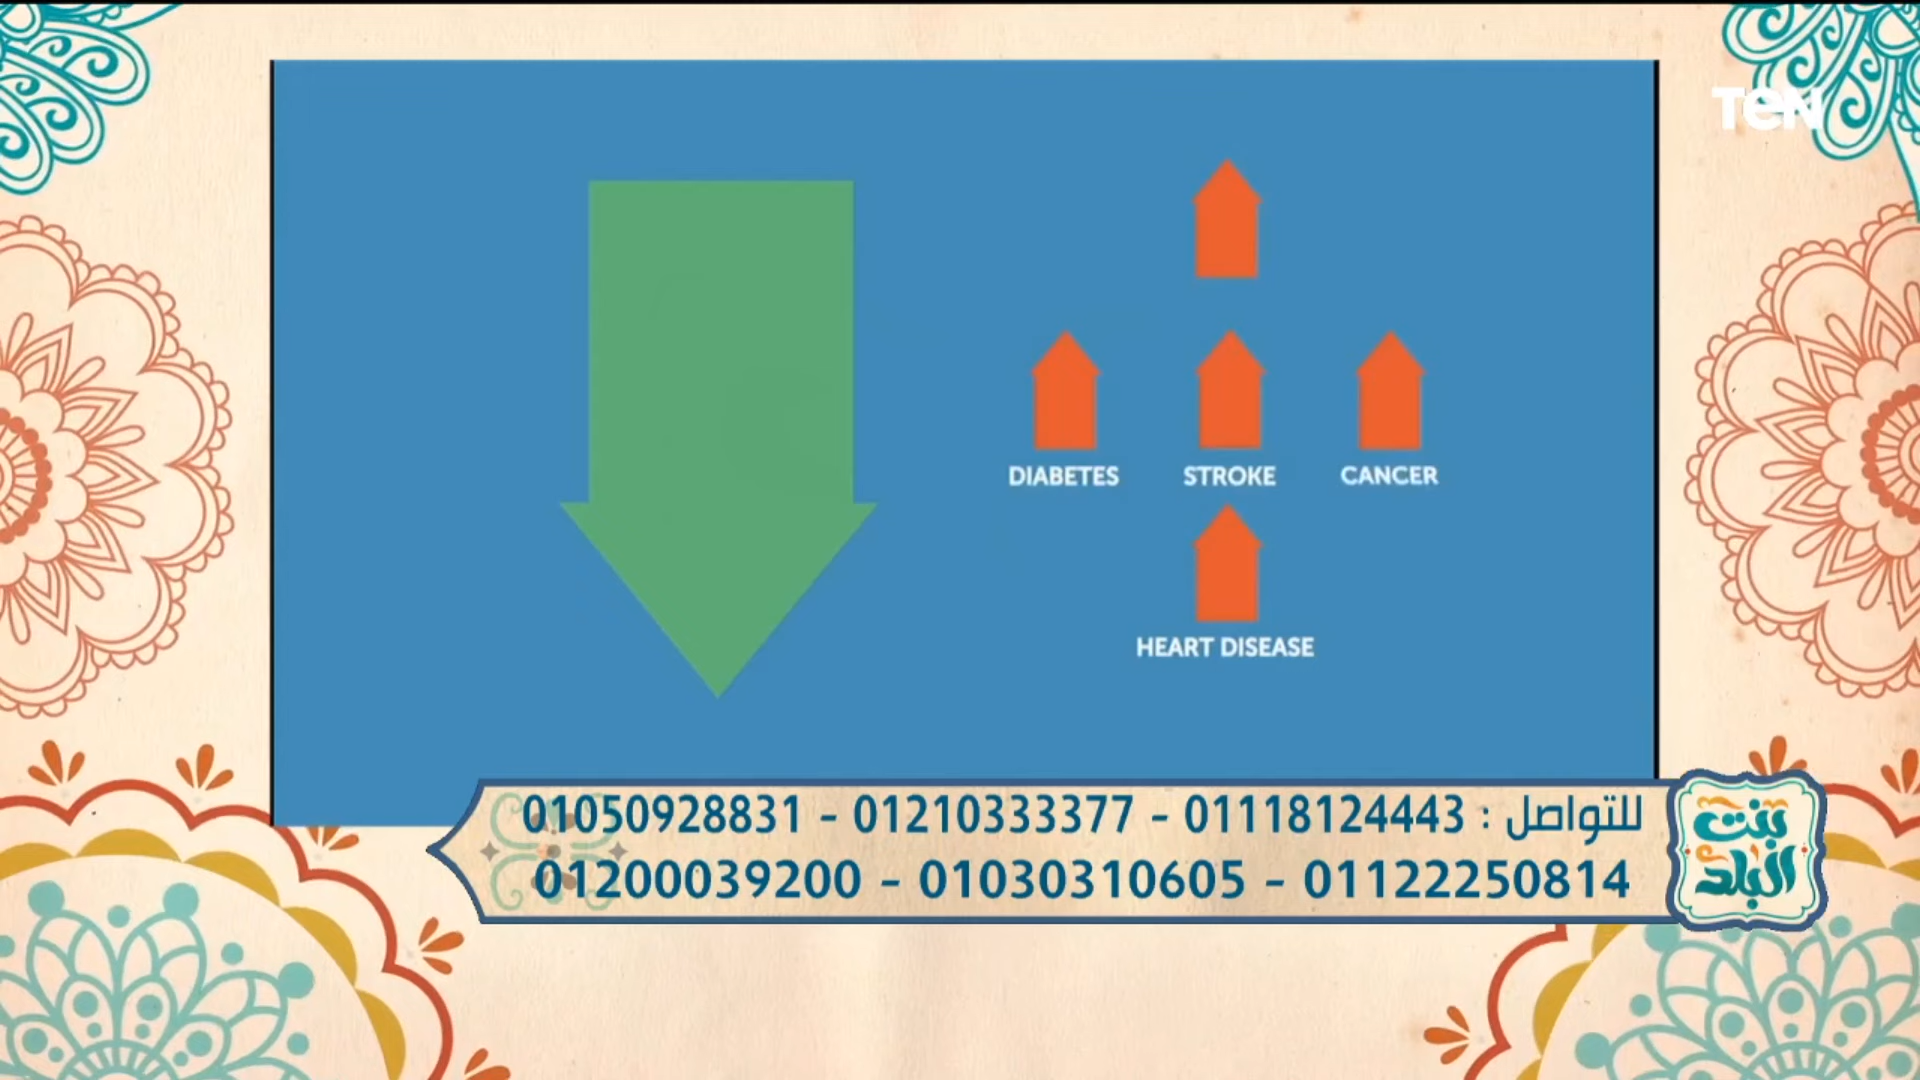 TeN
DIABETES
STROKE
CANCER
HEART DISEASE
للتواصل : 01118124443 - 01210333377 - 01050928831
01122250814 - 01030310605 - 01200039200
بنت
البلد